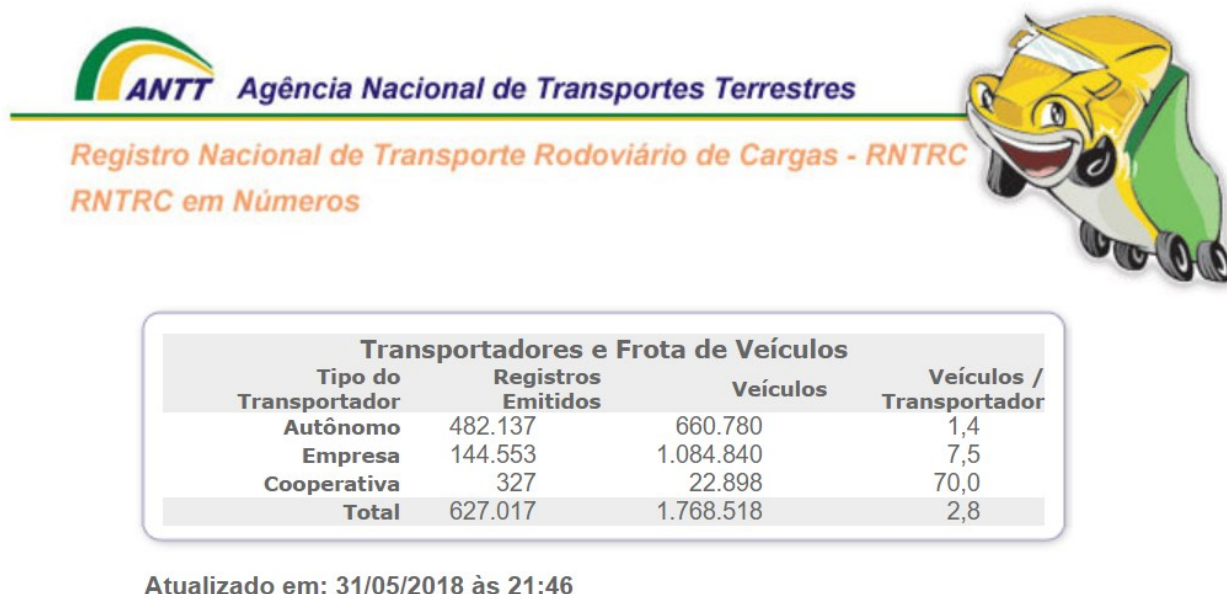 ANTT Agência Nacional de Transportes Terrestres
Registro Nacional de Transporte Rodoviário de Cargas - RNTRC
RNTRC em Números
Transportadores e Frota de Veículos
Tipo do Transportador Registros Emitidos Veículos Veículos / Transportador
Autônomo 482.137 660.780 1,4
Empresa 144.553 1.084.840 7,5
Cooperativa 327 22.898 70,0
Total 627.017 1.768.518 2,8
Atualizado em: 31/05/2018 às 21:46